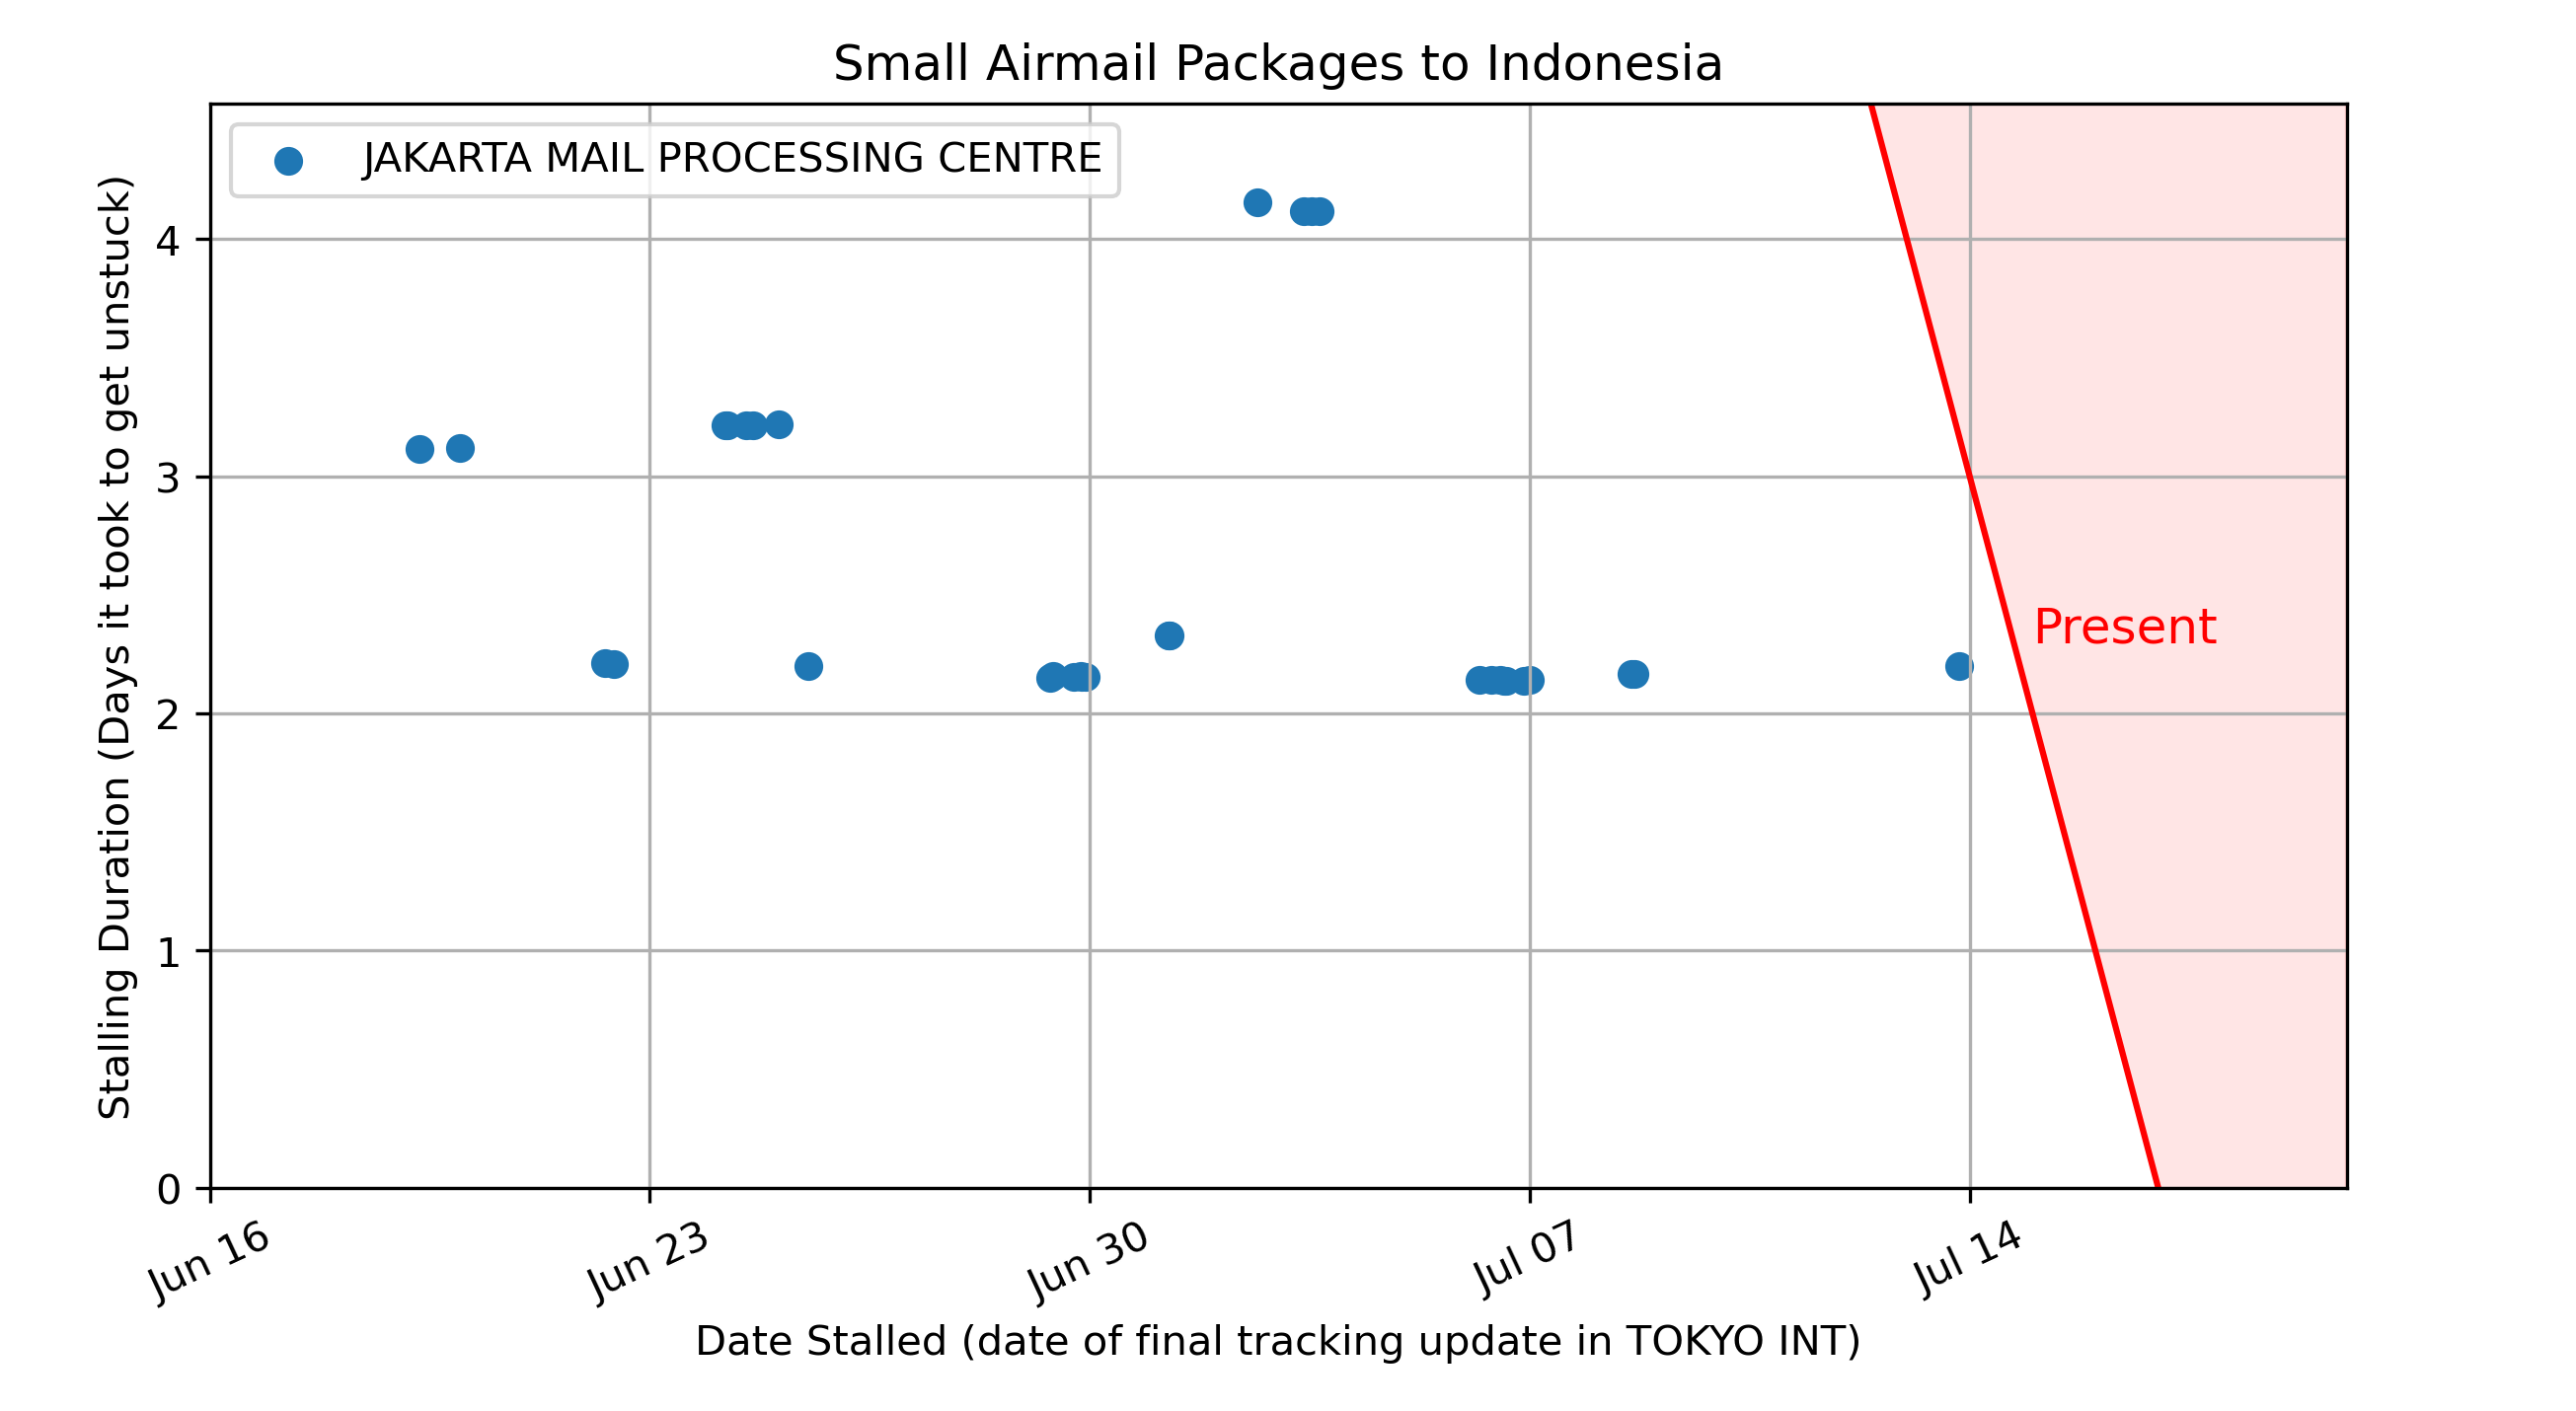 Small Airmail Packages to Indonesia
JAKARTA MAIL PROCESSING CENTRE
Stalling Duration (Days it took to get unstuck)
4
3
2
1
0
Present
Jun 16
Jun 23
Jun 30
Jul 07
Jul 14
Date Stalled (date of final tracking update in TOKYO INT)